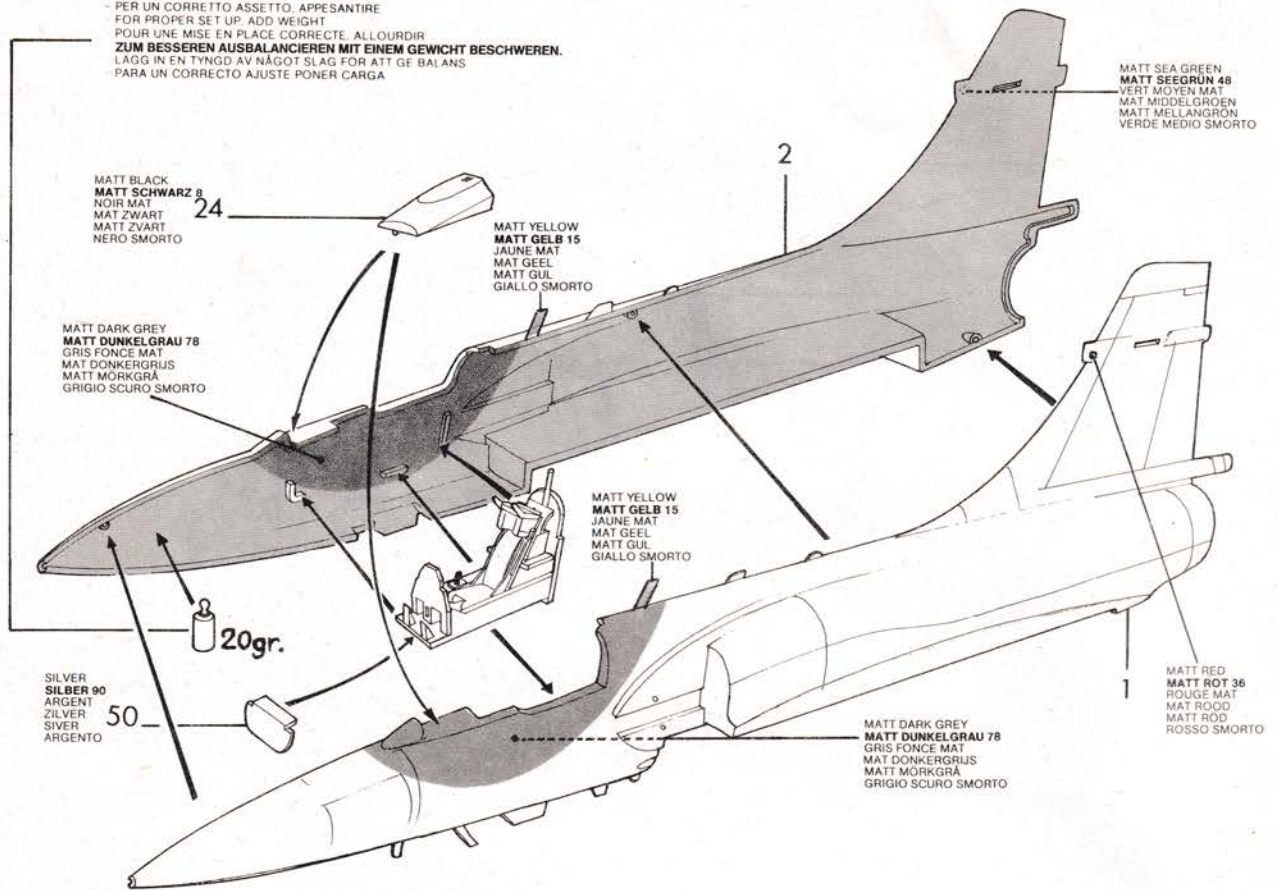 - PER UN CORRETTO ASSETTO, APPESANTIRE
FOR PROPER SET UP. ADD WEIGHT
POUR UNE MISE EN PLACE CORRECTE, ALLOURDIR
ZUM BESSEREN AUSBALANCIEREN MIT EINEM GEWICHT BESCHWEREN.
LAGG IN EN TYNGD AV NÅGOT SLAG FÖR ATT GE BALANS
PARA UN CORRECTO AJUSTE PONER CARGA
MATT SEA GREEN
MATT SEEGRÜN 48
VERT MOYEN MAT
MAT MIDDELGROEN
MATT MELLANGRÖN
VERDE MEDIO SMORTO
2
MATT BLACK
MATT SCHWARZ 8
NOIR MAT
MAT ZWART
MATT ZVART
NERO SMORTO
24
MATT YELLOW
MATT GELB 15
JAUNE MAT
MAT GEEL
MATT GUL
GIALLO SMORTO
MATT DARK GREY
MATT DUNKELGRAU 78
GRIS FONCE MAT
MAT DONKERGRIJS
MATT MÖRKGRÅ
GRIGIO SCURO SMORTO
MATT YELLOW
MATT GELB 15
JAUNE MAT
MAT GEEL
MATT GUL
GIALLO SMORTO
20gr.
SILVER
SILBER 90
ARGENT
ZILVER
SIVER
ARGENTO
50
1
MATT RED
MATT ROT 36
ROUGE MAT
MAT ROOD
MATT RÖD
ROSSO SMORTO
MATT DARK GREY
MATT DUNKELGRAU 78
GRIS FONCE MAT
MAT DONKERGRIJS
MATT MÖRKGRÅ
GRIGIO SCURO SMORTO